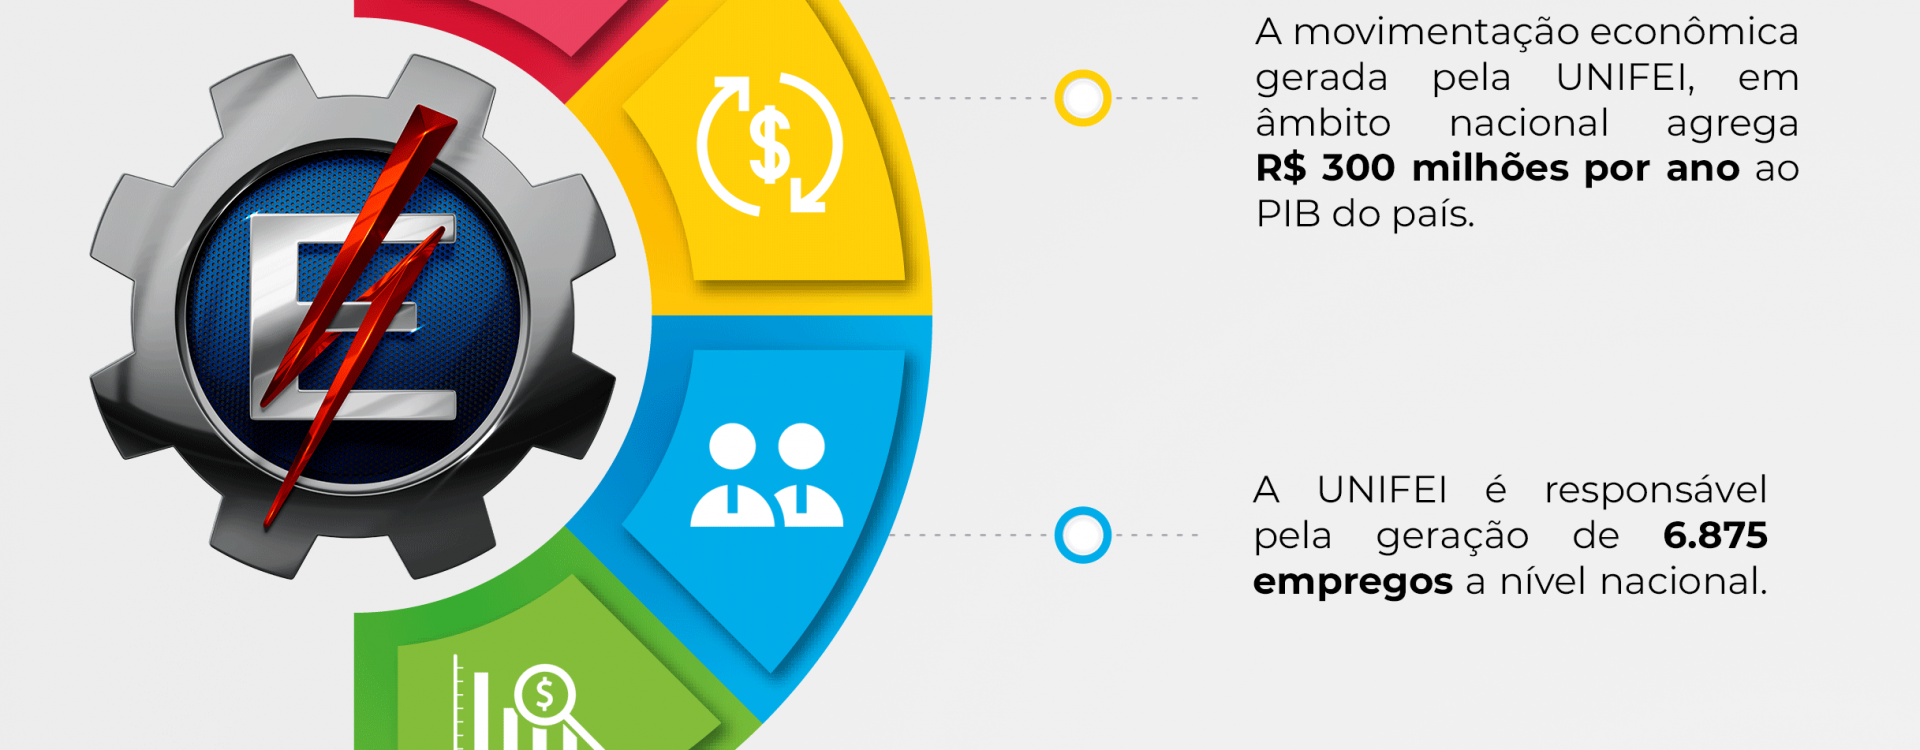 A movimentação econômica
gerada pela UNIFEI, em
âmbito nacional agrega
R$ 300 milhões por ano ao
PIB do país.
$
E
A UNIFEI é responsável
pela geração de 6.875
empregos a nível nacional.
$